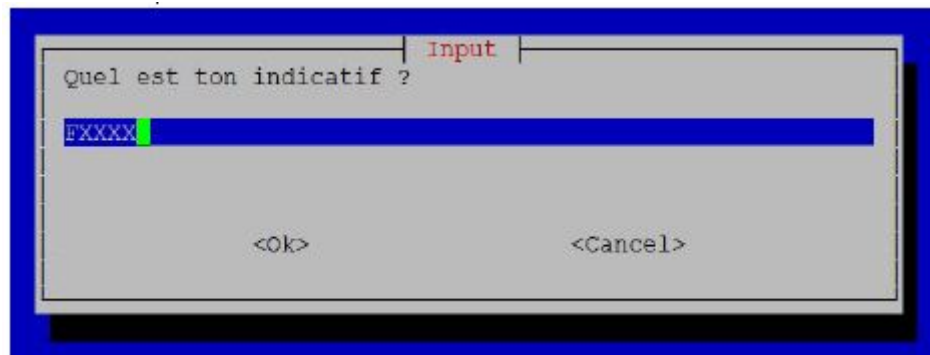 Input
Quel est ton indicatif ?
FXXXX
<Ok> <Cancel>